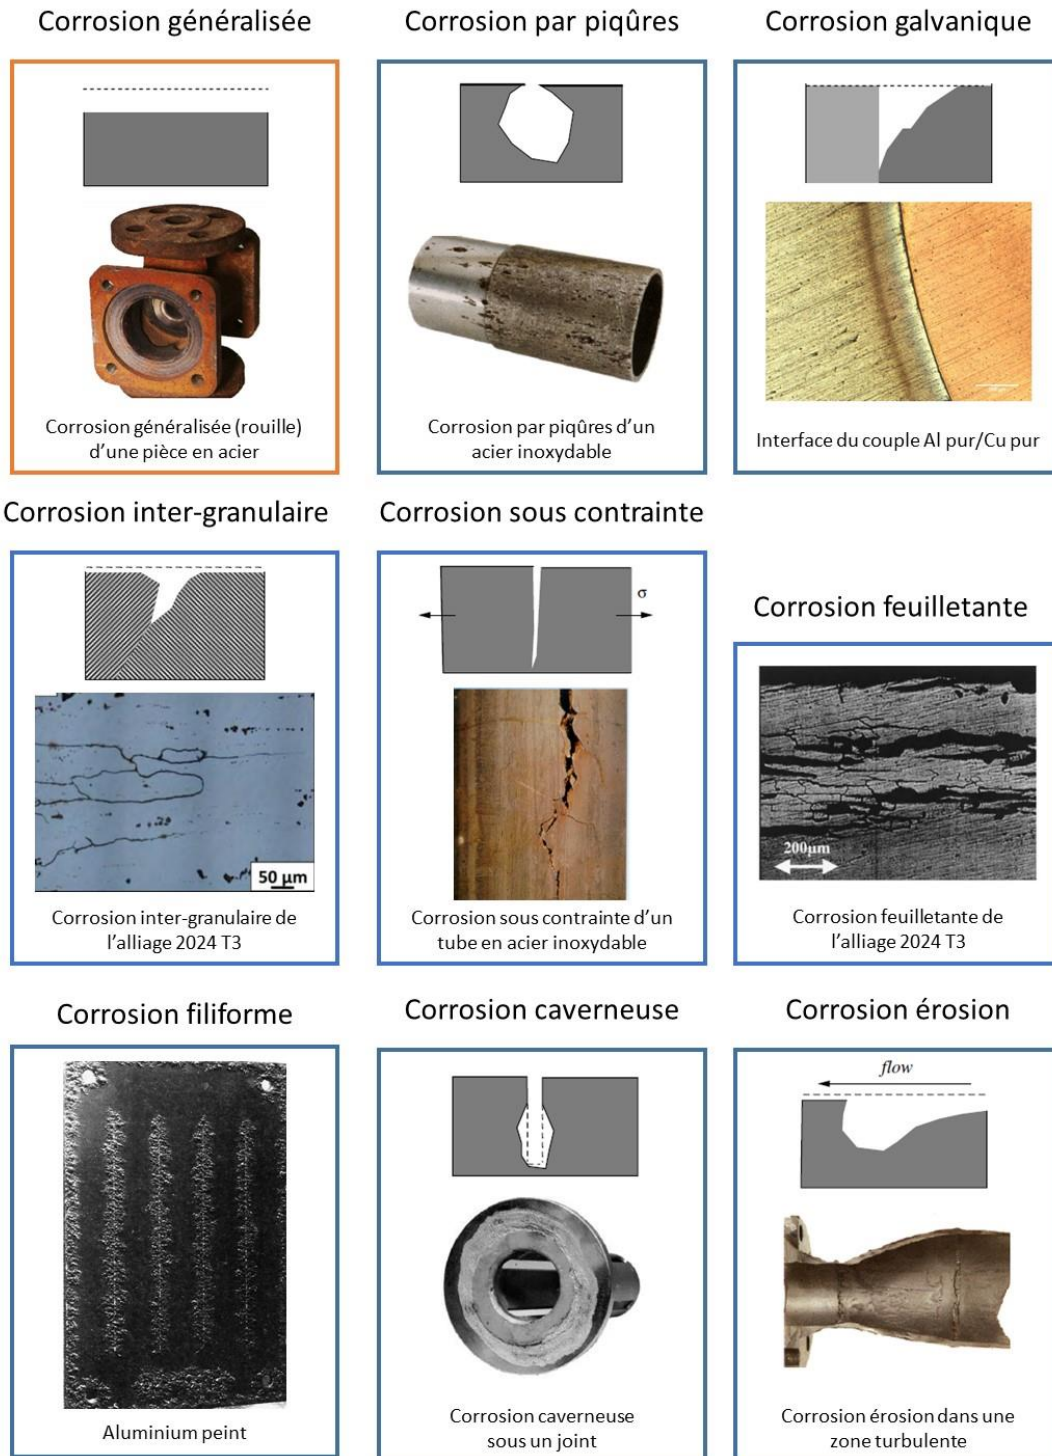 Corrosion généralisée
Corrosion par piqûres
Corrosion galvanique
Corrosion généralisée (rouille)
d'une pièce en acier
Corrosion par piqûres d'un
acier inoxydable
Interface du couple Al pur/Cu pur
Corrosion inter-granulaire
Corrosion sous contrainte
Corrosion feuilletante
σ
50 µm
200µm
Corrosion inter-granulaire de
l'alliage 2024 T3
Corrosion sous contrainte d'un
tube en acier inoxydable
Corrosion feuilletante de
l'alliage 2024 T3
Corrosion filiforme
Corrosion caverneuse
Corrosion érosion
flow
Aluminium peint
Corrosion caverneuse
sous un joint
Corrosion érosion dans une
zone turbulente